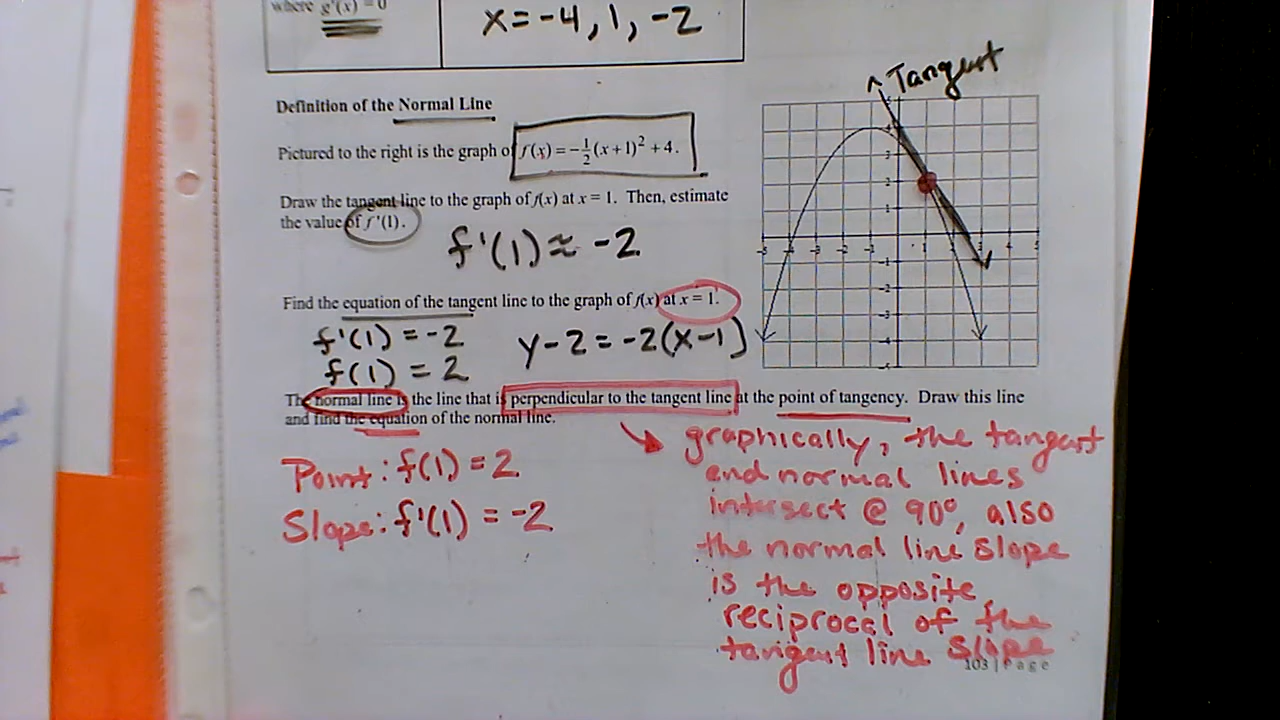 where g'(x) = 0
x = -4, 1, -2
Tangent
Definition of the Normal Line
Pictured to the right is the graph of f(x) = -1/2(x+1)² + 4.
Draw the tangent line to the graph of f(x) at x = 1. Then, estimate
the value of f '(1).
f'(1) ≈ -2
Find the equation of the tangent line to the graph of f(x) at x = 1.
f'(1) = -2
y-2 = -2(x-1)
f(1) = 2
The normal line is the line that is perpendicular to the tangent line at the point of tangency. Draw this line
and find the equation of the normal line.
graphically, the tangent
and normal lines
intersect @ 90°, also
the normal line slope
is the opposite
reciprocal of the
tangent line slope
Point: f(1) = 2
Slope: f'(1) = -2
103 | Page